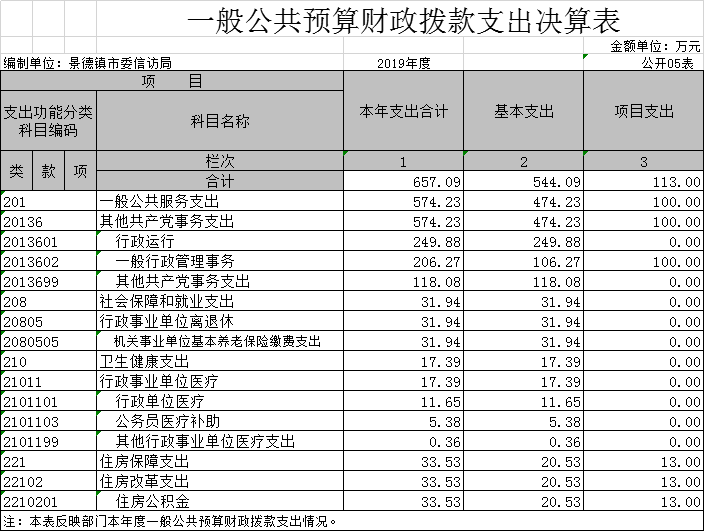 一般公共预算财政拨款支出决算表
金额单位：万元
编制单位：景德镇市委信访局 2019年度 公开05表
项 目 本年支出合计 基本支出 项目支出
支出功能分类科目编码 科目名称
类 款 项 栏次 1 2 3
合计 657.09 544.09 113.00
201 一般公共服务支出 574.23 474.23 100.00
20136 其他共产党事务支出 574.23 474.23 100.00
2013601 行政运行 249.88 249.88 0.00
2013602 一般行政管理事务 206.27 106.27 100.00
2013699 其他共产党事务支出 118.08 118.08 0.00
208 社会保障和就业支出 31.94 31.94 0.00
20805 行政事业单位离退休 31.94 31.94 0.00
2080505 机关事业单位基本养老保险缴费支出 31.94 31.94 0.00
210 卫生健康支出 17.39 17.39 0.00
21011 行政事业单位医疗 17.39 17.39 0.00
2101101 行政单位医疗 11.65 11.65 0.00
2101103 公务员医疗补助 5.38 5.38 0.00
2101199 其他行政事业单位医疗支出 0.36 0.36 0.00
221 住房保障支出 33.53 20.53 13.00
22102 住房改革支出 33.53 20.53 13.00
2210201 住房公积金 33.53 20.53 13.00
注：本表反映部门本年度一般公共预算财政拨款支出情况。